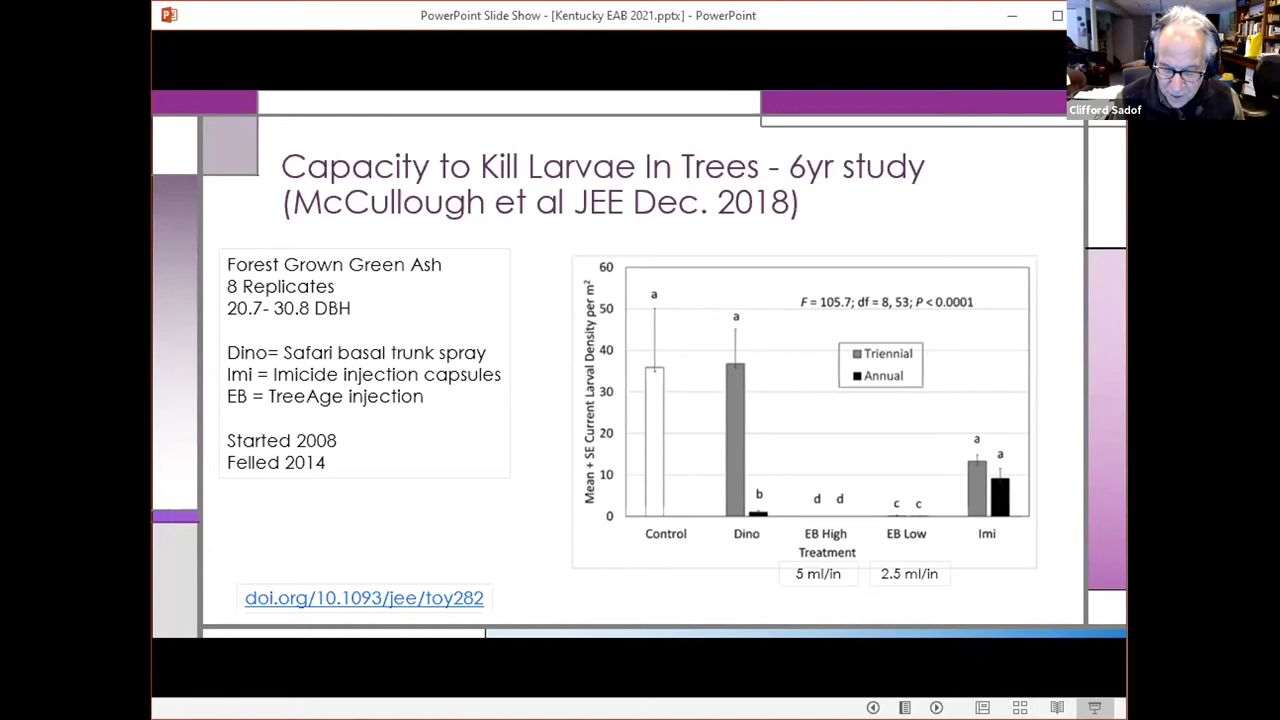 PowerPoint Slide Show - [Kentucky EAB 2021.pptx] - PowerPoint
Clifford Sadof
Capacity to Kill Larvae In Trees - 6yr study
(McCullough et al JEE Dec. 2018)
Forest Grown Green Ash
8 Replicates
20.7- 30.8 DBH
Dino= Safari basal trunk spray
Imi = Imicide injection capsules
EB = TreeAge injection
Started 2008
Felled 2014
doi.org/10.1093/jee/toy282
Mean + SE Current Larval Density per m²
60
50
40
30
20
10
0
F = 105.7; df = 8, 53; P < 0.0001
Triennial
Annual
a
a
b
d d
c c
a
a
Control Dino EB High EB Low Imi
Treatment
5 ml/in 2.5 ml/in